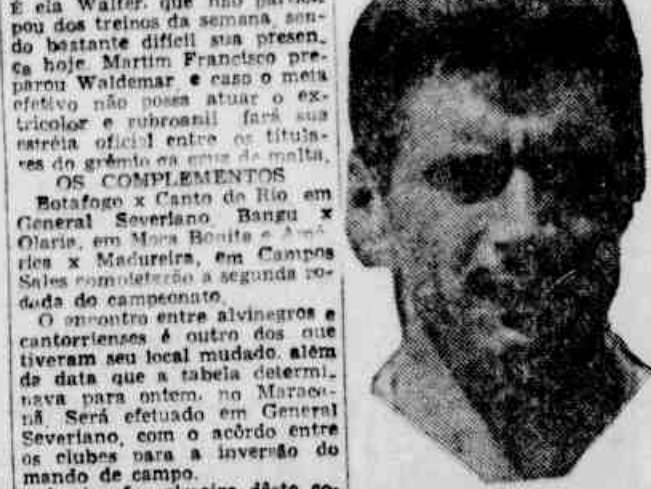 É ela Walter, que não partici-
pou dos treinos da semana, sen-
do bastante dificil sua presen-
ça hoje. Martim Francisco pre-
parou Waldemar e caso o meia
efetivo não possa atuar o ex-
tricolor e rubroanil fará sua
estréia oficial entre os titula-
res do grêmio da cruz de malta.
OS COMPLEMENTOS
Botafogo x Canto do Rio em
General Severiano, Bangu x
Olaria, em Moça Bonita e Amé-
rica x Madureira, em Campos
Sales completarão a segunda ro-
dada do campeonato.
O encontro entre alvinegros e
cantorrienses é outro dos que
tiveram seu local mudado, além
da data que a tabela determi-
nava para ontem, no Maraca-
nã. Será efetuado em General
Severiano, com o acôrdo entre
os clubes para a inversão do
mando de campo.